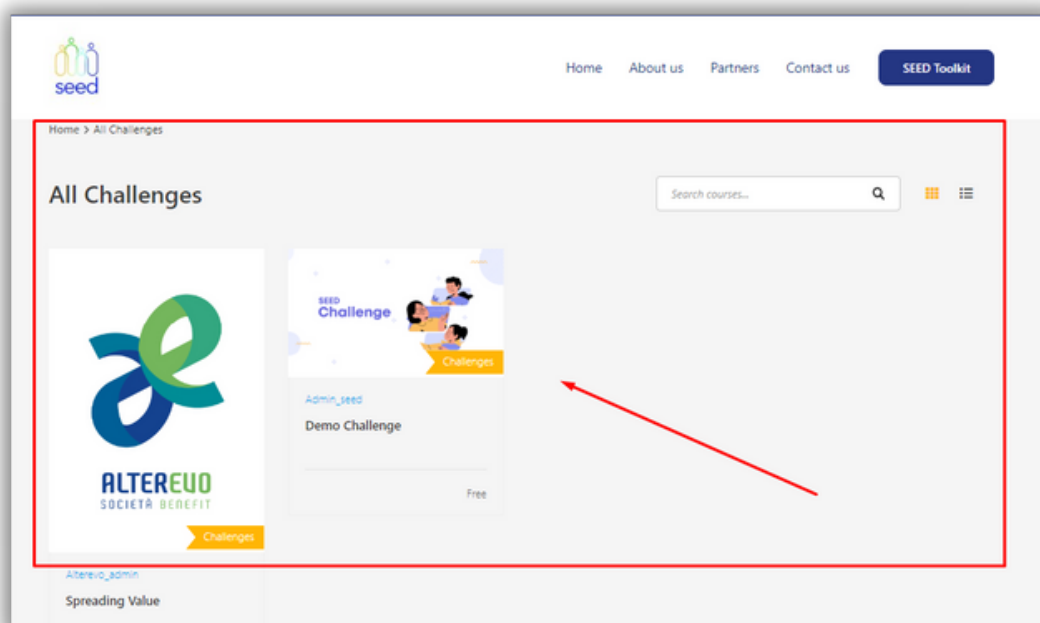 seed
Home About us Partners Contact us SEED Toolkit
Home > All Challenges
All Challenges
Search courses...
SEED
Challenge
Challenges
Admin_seed
Demo Challenge
Free
ALTEREVO
SOCIETÀ BENEFIT
Challenges
Alterevo_admin
Spreading Value